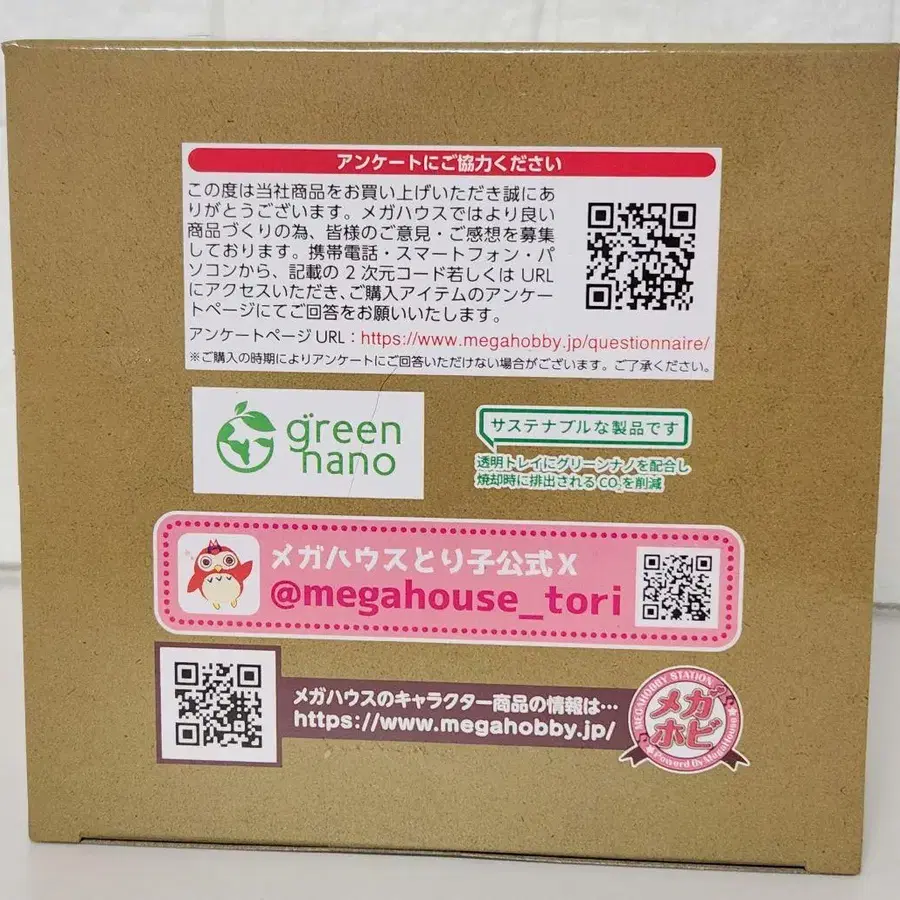 アンケートにご協力ください
この度は当社商品をお買い上げいただき誠にあ
りがとうございます。メガハウスではより良い
商品づくりの為、皆様のご意見・ご感想を募集
しております。携帯電話・スマートフォン・パ
ソコンから、記載の2次元コード若しくはURL
にアクセスいただき、ご購入アイテムのアンケー
トページにてご回答をお願いいたします。
アンケートページURL：https://www.megahobby.jp/questionnaire/
※ご購入の時期によりアンケートにご回答いただけない場合がございます。ご了承ください。
green
nano
サステナブルな製品です
透明トレイにグリーンナノを配合し
焼却時に排出されるCO₂を削減
メガハウスとり子公式X
@megahouse_tori
メガハウスのキャラクター商品の情報は…
https://www.megahobby.jp/
MEGAHOBBY STATION
メガ
ホビ
Powerd By MegaHouse